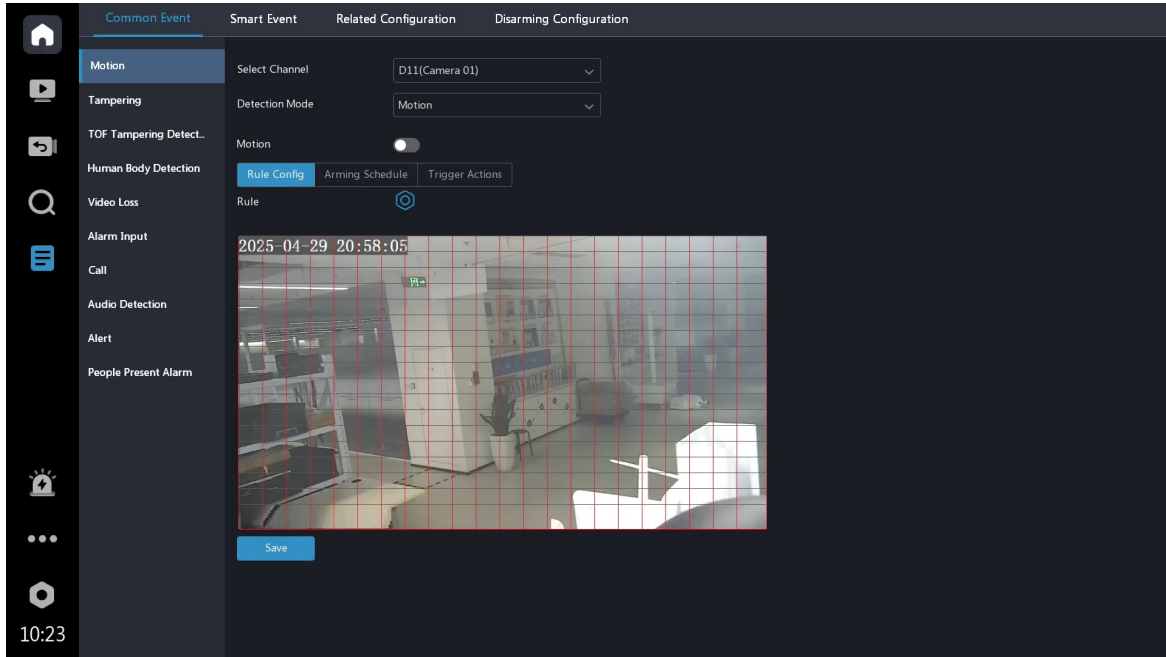 Common Event
Smart Event
Related Configuration
Disarming Configuration
Motion
Tampering
TOF Tampering Detect...
Human Body Detection
Video Loss
Alarm Input
Call
Audio Detection
Alert
People Present Alarm
10:23
Select Channel
D11(Camera 01)
Detection Mode
Motion
Motion
Rule Config
Arming Schedule
Trigger Actions
Rule
2025-04-29 20:58:05
Save